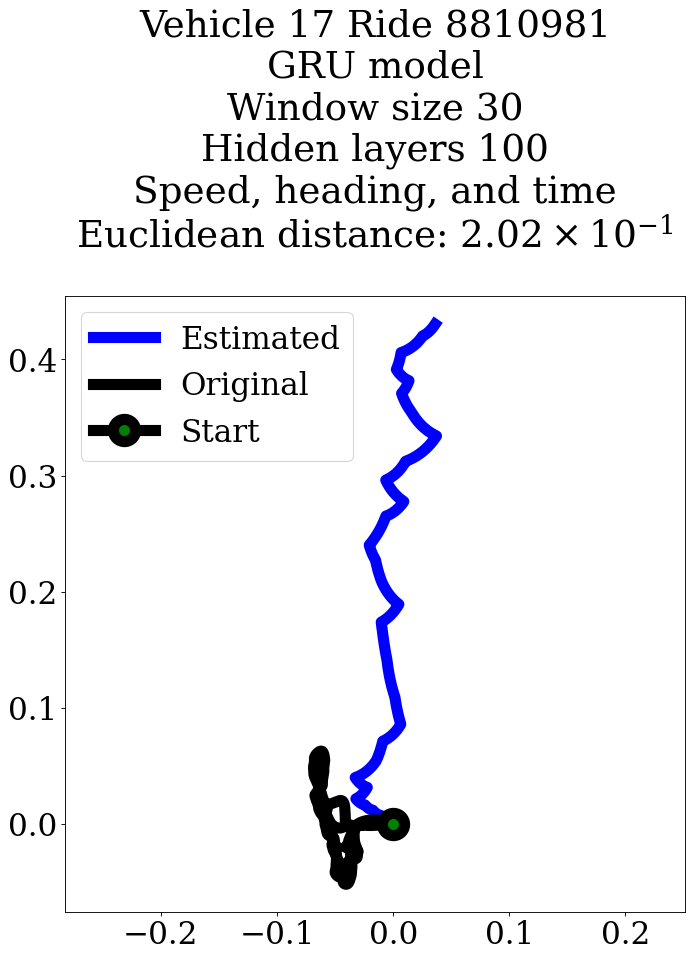 Vehicle 17 Ride 8810981
GRU model
Window size 30
Hidden layers 100
Speed, heading, and time
Euclidean distance: 2.02 × 10⁻¹
Estimated
Original
Start
0.4
0.3
0.2
0.1
0.0
−0.2 −0.1 0.0 0.1 0.2